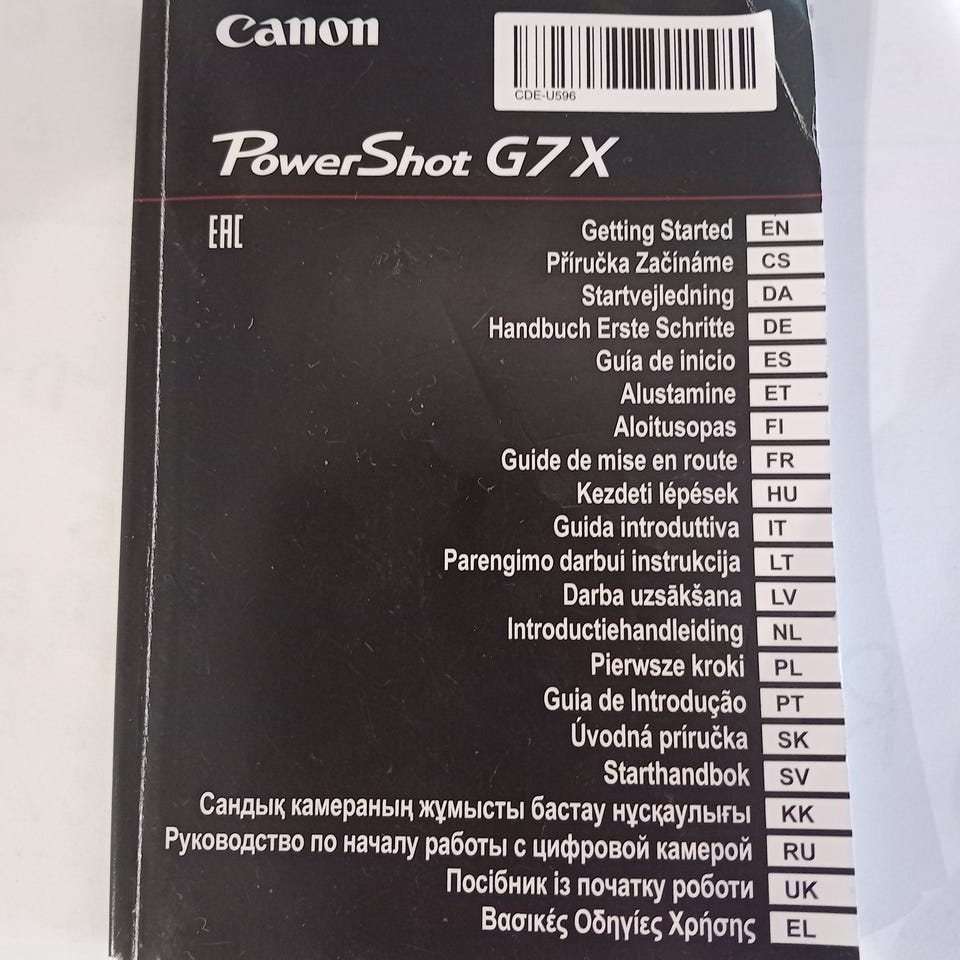 Canon
CDE-U596
PowerShot G7 X
EAC
Getting Started EN
Příručka Začínáme CS
Startvejledning DA
Handbuch Erste Schritte DE
Guía de inicio ES
Alustamine ET
Aloitusopas FI
Guide de mise en route FR
Kezdeti lépések HU
Guida introduttiva IT
Parengimo darbui instrukcija LT
Darba uzsākšana LV
Introductiehandleiding NL
Pierwsze kroki PL
Guia de Introdução PT
Úvodná príručka SK
Starthandbok SV
Сандық камераның жұмысты бастау нұсқаулығы KK
Руководство по началу работы с цифровой камерой RU
Посібник із початку роботи UK
Βασικές Οδηγίες Χρήσης EL